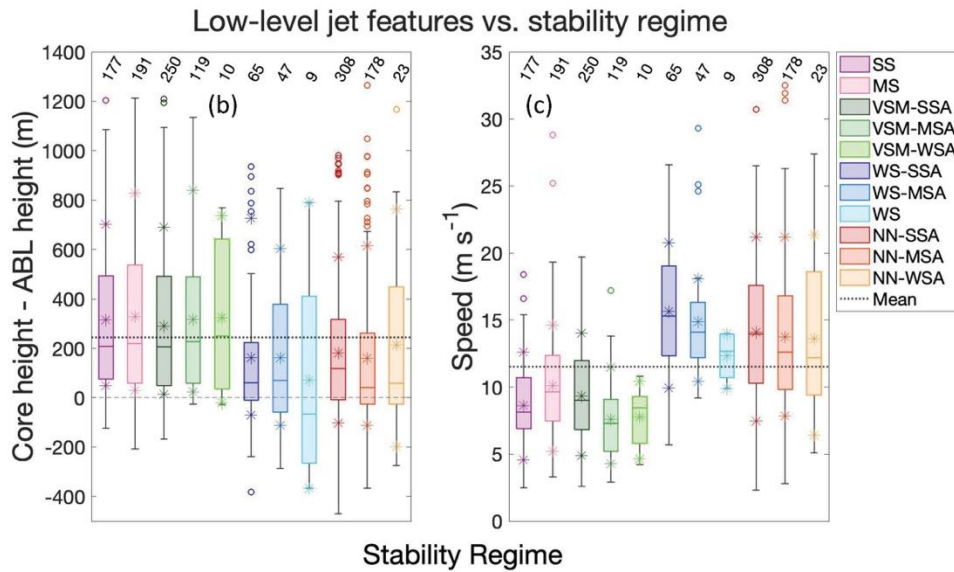 Low-level jet features vs. stability regime
Core height - ABL height (m)
1400
1200
1000
800
600
400
200
0
-200
-400
177
191
250
119
10
65
47
9
308
178
23
(b)
Speed (m s⁻¹)
35
30
25
20
15
10
5
0
177
191
250
119
10
65
47
9
308
178
23
(c)
SS
MS
VSM-SSA
VSM-MSA
VSM-WSA
WS-SSA
WS-MSA
WS
NN-SSA
NN-MSA
NN-WSA
Mean
Stability Regime